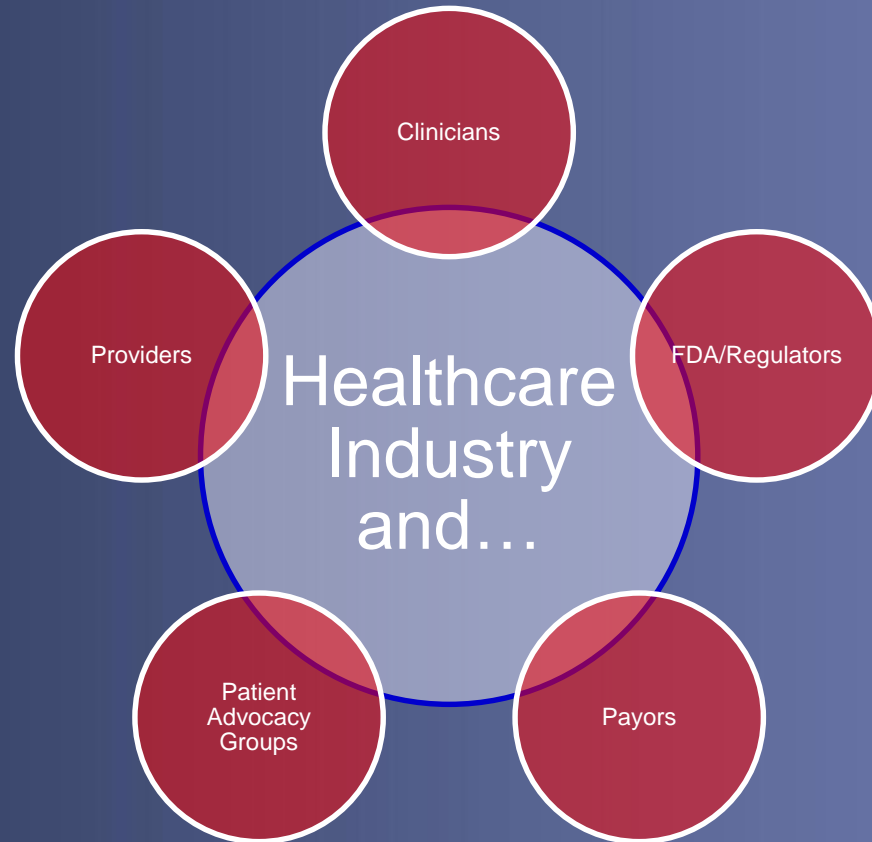 Clinicians
Providers
FDA/Regulators
Healthcare
Industry
and…
Patient
Advocacy
Groups
Payors